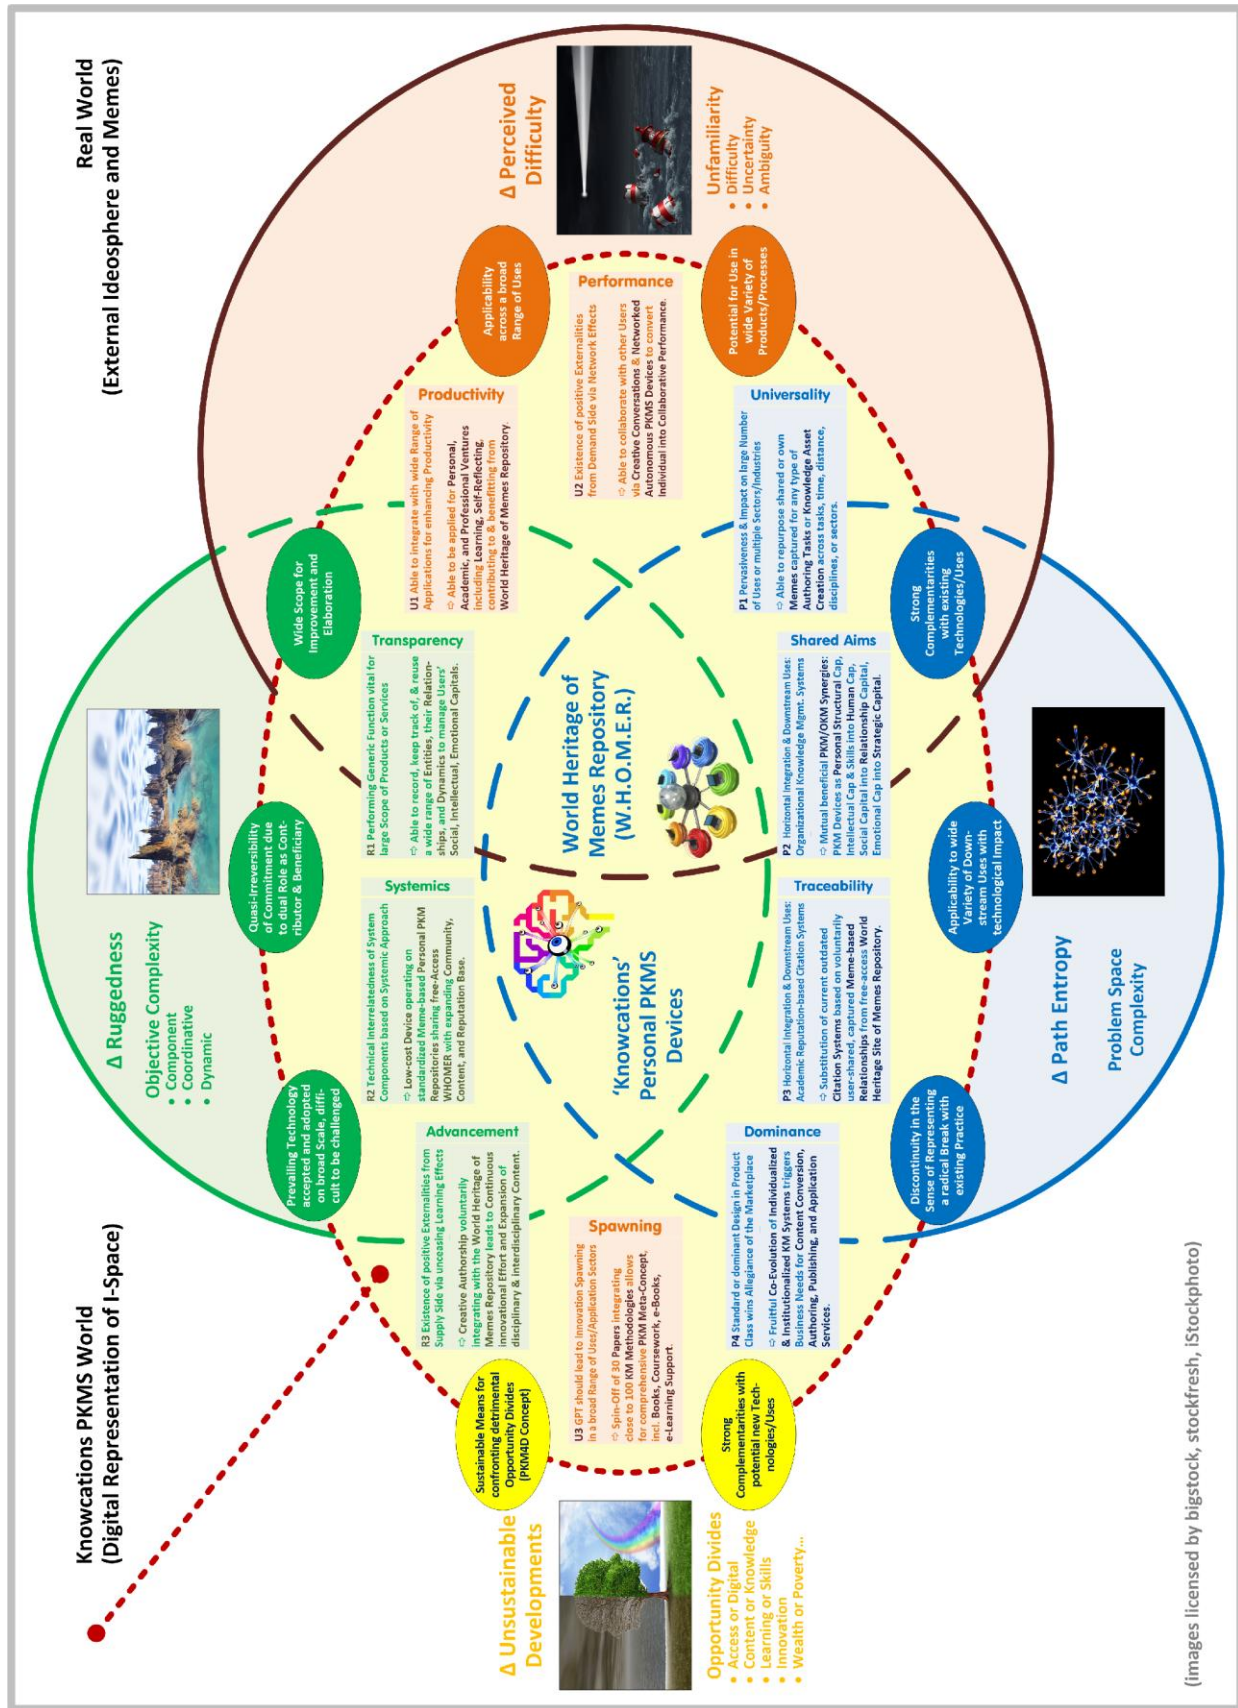 Knowcations PKMS World
(Digital Representation of I-Space)
Real World
(External Ideosphere and Memes)
Δ Ruggedness
Objective Complexity
• Component
• Coordinative
• Dynamic
Prevailing Technology
accepted and adopted
on broad Scale, diffi-
cult to be challenged
Quasi-Irreversibility
of Commitment due
to dual Role as Cont-
ributor & Beneficiary
Wide Scope for
Improvement and
Elaboration
Advancement
R3 Existence of positive Externalities from
Supply Side via unceasing Learning Effects
⇨ Creative Authorship voluntarily
integrating with the World Heritage of
Memes Repository leads to Continuous
innovational Effort and Expansion of
disciplinary & interdisciplinary Content.
Systemics
R2 Technical Interrelatedness of System
Components based on Systemic Approach
⇨ Low-cost Device operating on
standardized Meme-based Personal PKM
Repositories sharing free-Access
WHOMER with expanding Community,
Content, and Reputation Base.
Transparency
R1 Performing Generic Function vital for
large Scope of Products or Services
⇨ Able to record, keep track of, & reuse
a wide range of Entities, their Relation-
ships, and Dynamics to manage Users'
Social, Intellectual, Emotional Capitals.
Productivity
U1 Able to integrate with wide Range of
Applications for enhancing Productivity
⇨ Able to be applied for Personal,
Academic, and Professional Ventures
including Learning, Self-Reflecting,
contributing to & benefitting from
World Heritage of Memes Repository.
Applicability
across a broad
Range of Uses
Δ Perceived
Difficulty
Δ Unsustainable
Developments
Sustainable Means for
confronting detrimental
Opportunity Divides
(PKM4D Concept)
Spawning
U3 GPT should lead to Innovation Spawning
in a broad Range of Uses/Application Sectors
⇨ Spin-Off of 30 Papers integrating
close to 100 KM Methodologies allows
for comprehensive PKM Meta-Concept,
incl. Books, Coursework, e-Books,
e-Learning Support.
'Knowcations'
Personal PKMS
Devices
World Heritage of
Memes Repository
(W.H.O.M.E.R.)
Performance
U2 Existence of positive Externalities
from Demand Side via Network Effects
⇨ Able to collaborate with other Users
via Creative Conversations & Networked
Autonomous PKMS Devices to convert
Individual into Collaborative Performance.
Unfamiliarity
• Difficulty
• Uncertainty
• Ambiguity
Opportunity Divides
• Access or Digital
• Content or Knowledge
• Learning or Skills
• Innovation
• Wealth or Poverty...
Strong
Complementarities with
potential new Tech-
nologies/Uses
Dominance
P4 Standard or dominant Design in Product
Class wins Allegiance of the Marketplace
⇨ Fruitful Co-Evolution of Individualized
& Institutionalized KM Systems triggers
Business Needs for Content Conversion,
Authoring, Publishing, and Application
Services.
Traceability
P3 Horizontal Integration & Downstream Uses:
Academic Reputation-based Citation Systems
⇨ Substitution of current outdated
Citation Systems based on voluntarily
user-shared, captured Meme-based
Relationships from free-access World
Heritage Site of Memes Repository.
Shared Aims
P2 Horizontal Integration & Downstream Uses:
Organizational Knowledge Mgmt. Systems
⇨ Mutual beneficial PKM/OKM Synergies:
PKM Devices as Personal Structural Cap,
Intellectual Cap & Skills into Human Cap,
Social Capital into Relationship Capital,
Emotional Cap into Strategic Capital.
Universality
P1 Pervasiveness & Impact on large Number
of Uses or multiple Sectors/Industries
⇨ Able to repurpose shared or own
Memes captured for any type of
Authoring Tasks or Knowledge Asset
Creation across tasks, time, distance,
disciplines, or sectors.
Potential for Use in
wide Variety of
Products/Processes
Discontinuity in the
Sense of Representing
a radical Break with
existing Practice
Applicability to wide
Variety of Down-
stream Uses with
technological Impact
Strong
Complementarities
with existing
Technologies/Uses
Δ Path Entropy
Problem Space
Complexity
(images licensed by bigstock, stockfresh, iStockphoto)